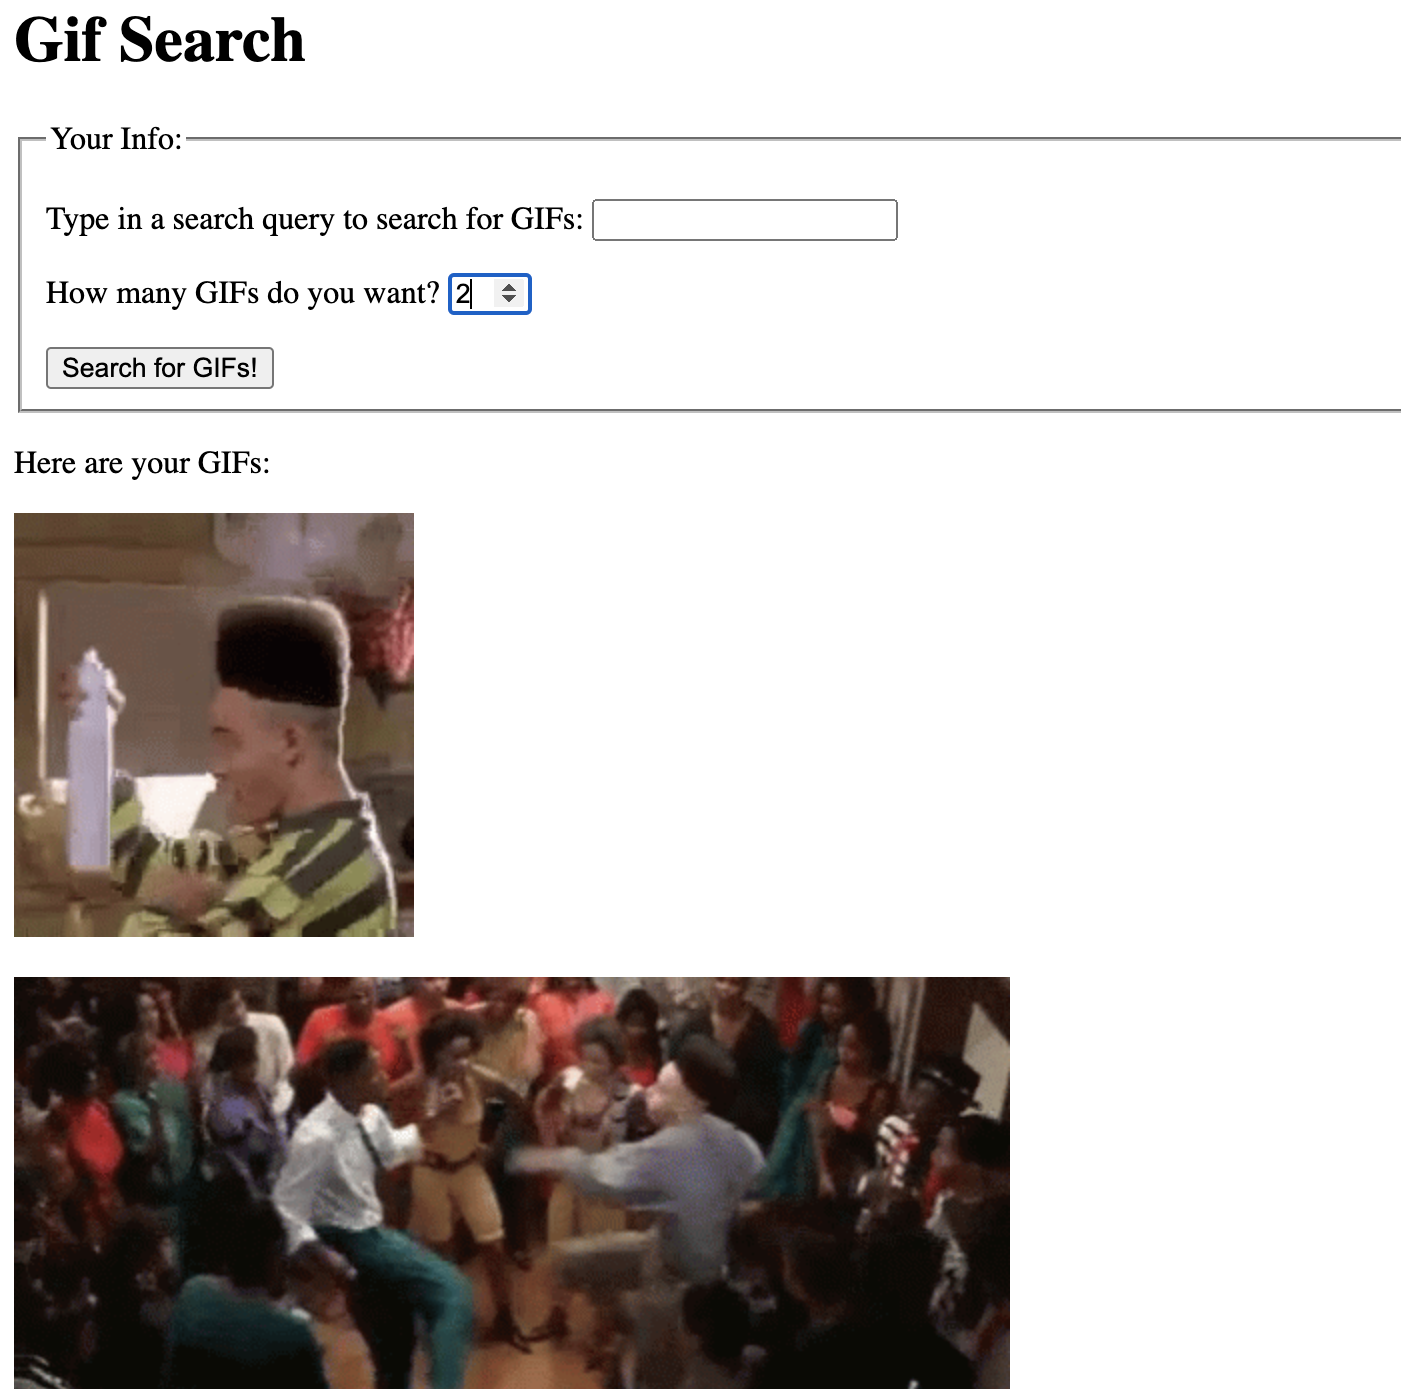 Gif Search
Your Info:
Type in a search query to search for GIFs:
How many GIFs do you want? 2
Search for GIFs!
Here are your GIFs: